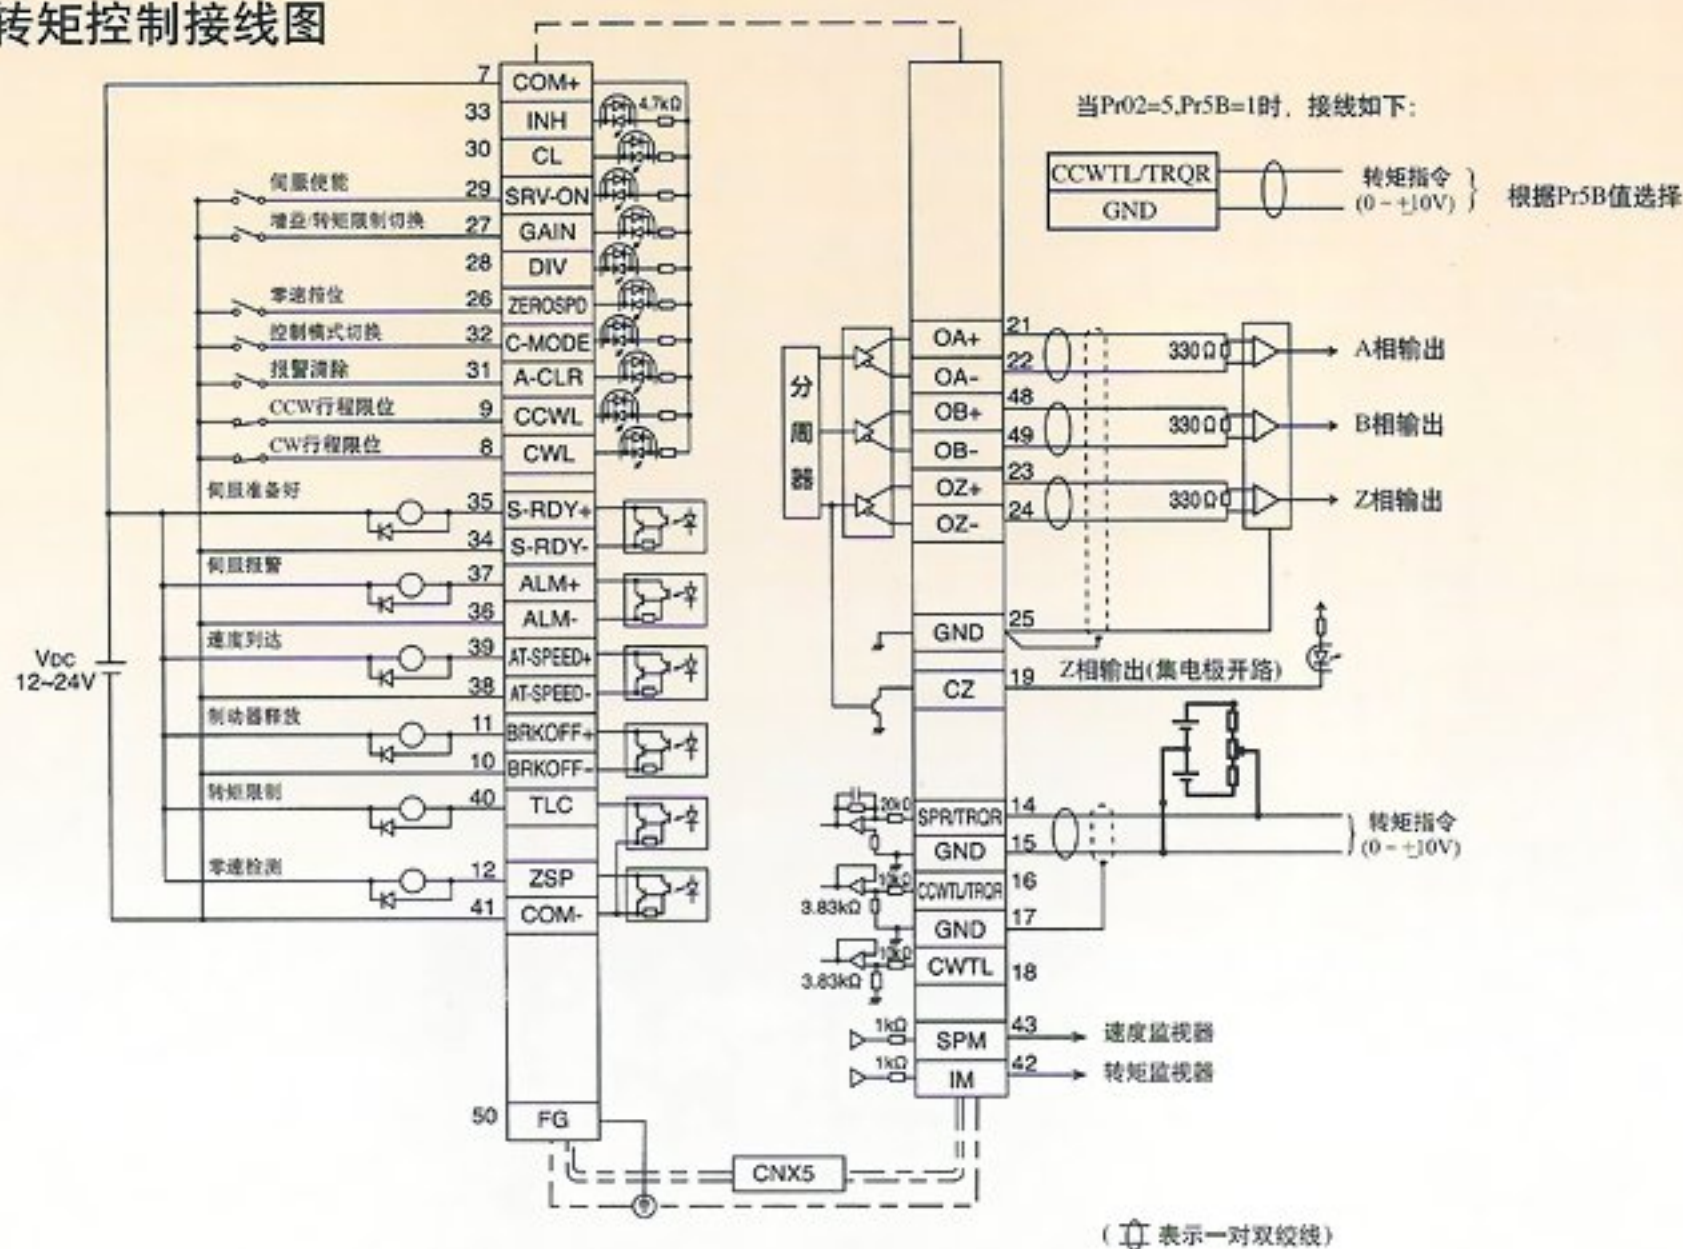 转矩控制接线图
7 COM+
33 INH 4.7kΩ
30 CL
伺服使能 29 SRV-ON
增益/转矩限制切换 27 GAIN
28 DIV
零速箝位 26 ZEROSPD
控制模式切换 32 C-MODE
报警清除 31 A-CLR
CCW行程限位 9 CCWL
CW行程限位 8 CWL
伺服准备好 35 S-RDY+
34 S-RDY-
伺服报警 37 ALM+
36 ALM-
速度到达 39 AT-SPEED+
38 AT-SPEED-
制动器释放 11 BRKOFF+
10 BRKOFF-
转矩限制 40 TLC
零速检测 12 ZSP
41 COM-
VDC
12~24V
50 FG
CNX5
当Pr02=5,Pr5B=1时，接线如下:
CCWTL/TRQR
GND
转矩指令
(0~±10V)
根据Pr5B值选择
分周器
OA+ 21 330Ω A相输出
OA- 22
OB+ 48 330Ω B相输出
OB- 49
OZ+ 23 330Ω Z相输出
OZ- 24
GND 25
CZ 19 Z相输出(集电极开路)
20kΩ SPR/TRQR 14
GND 15
转矩指令
(0~±10V)
10kΩ CCWTL/TRQR 16
3.83kΩ
GND 17
10kΩ CWTL 18
3.83kΩ
1kΩ SPM 43 速度监视器
1kΩ IM 42 转矩监视器
( 表示一对双绞线)